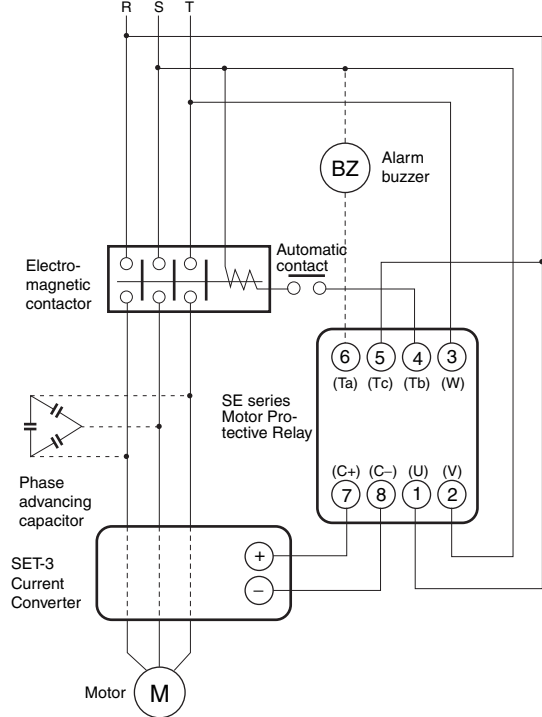 R S T
BZ
Alarm
buzzer
Automatic
contact
Electro-
magnetic
contactor
6 5 4 3
(Ta) (Tc) (Tb) (W)
SE series
Motor Pro-
tective Relay
(C+) (C−) (U) (V)
7 8 1 2
Phase
advancing
capacitor
SET-3
Current
Converter
+
−
Motor
M